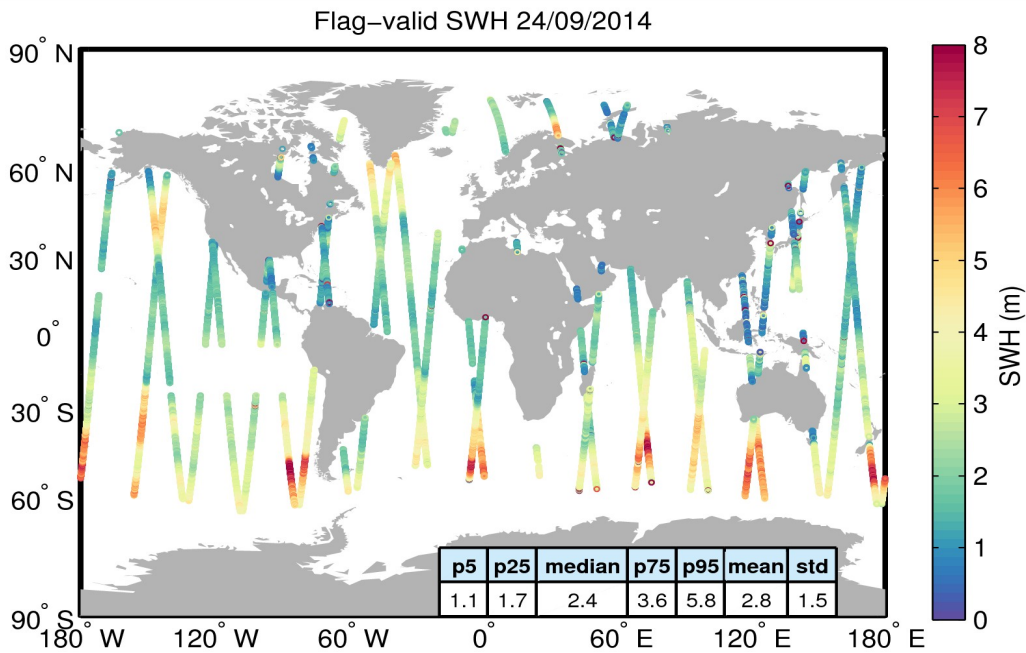 Flag−valid SWH 24/09/2014
90° N
60° N
30° N
0°
30° S
60° S
90° S
180° W
120° W
60° W
0°
60° E
120° E
180° E
p5 p25 median p75 p95 mean std
1.1 1.7 2.4 3.6 5.8 2.8 1.5
8
7
6
5
4
3
2
1
0
SWH (m)